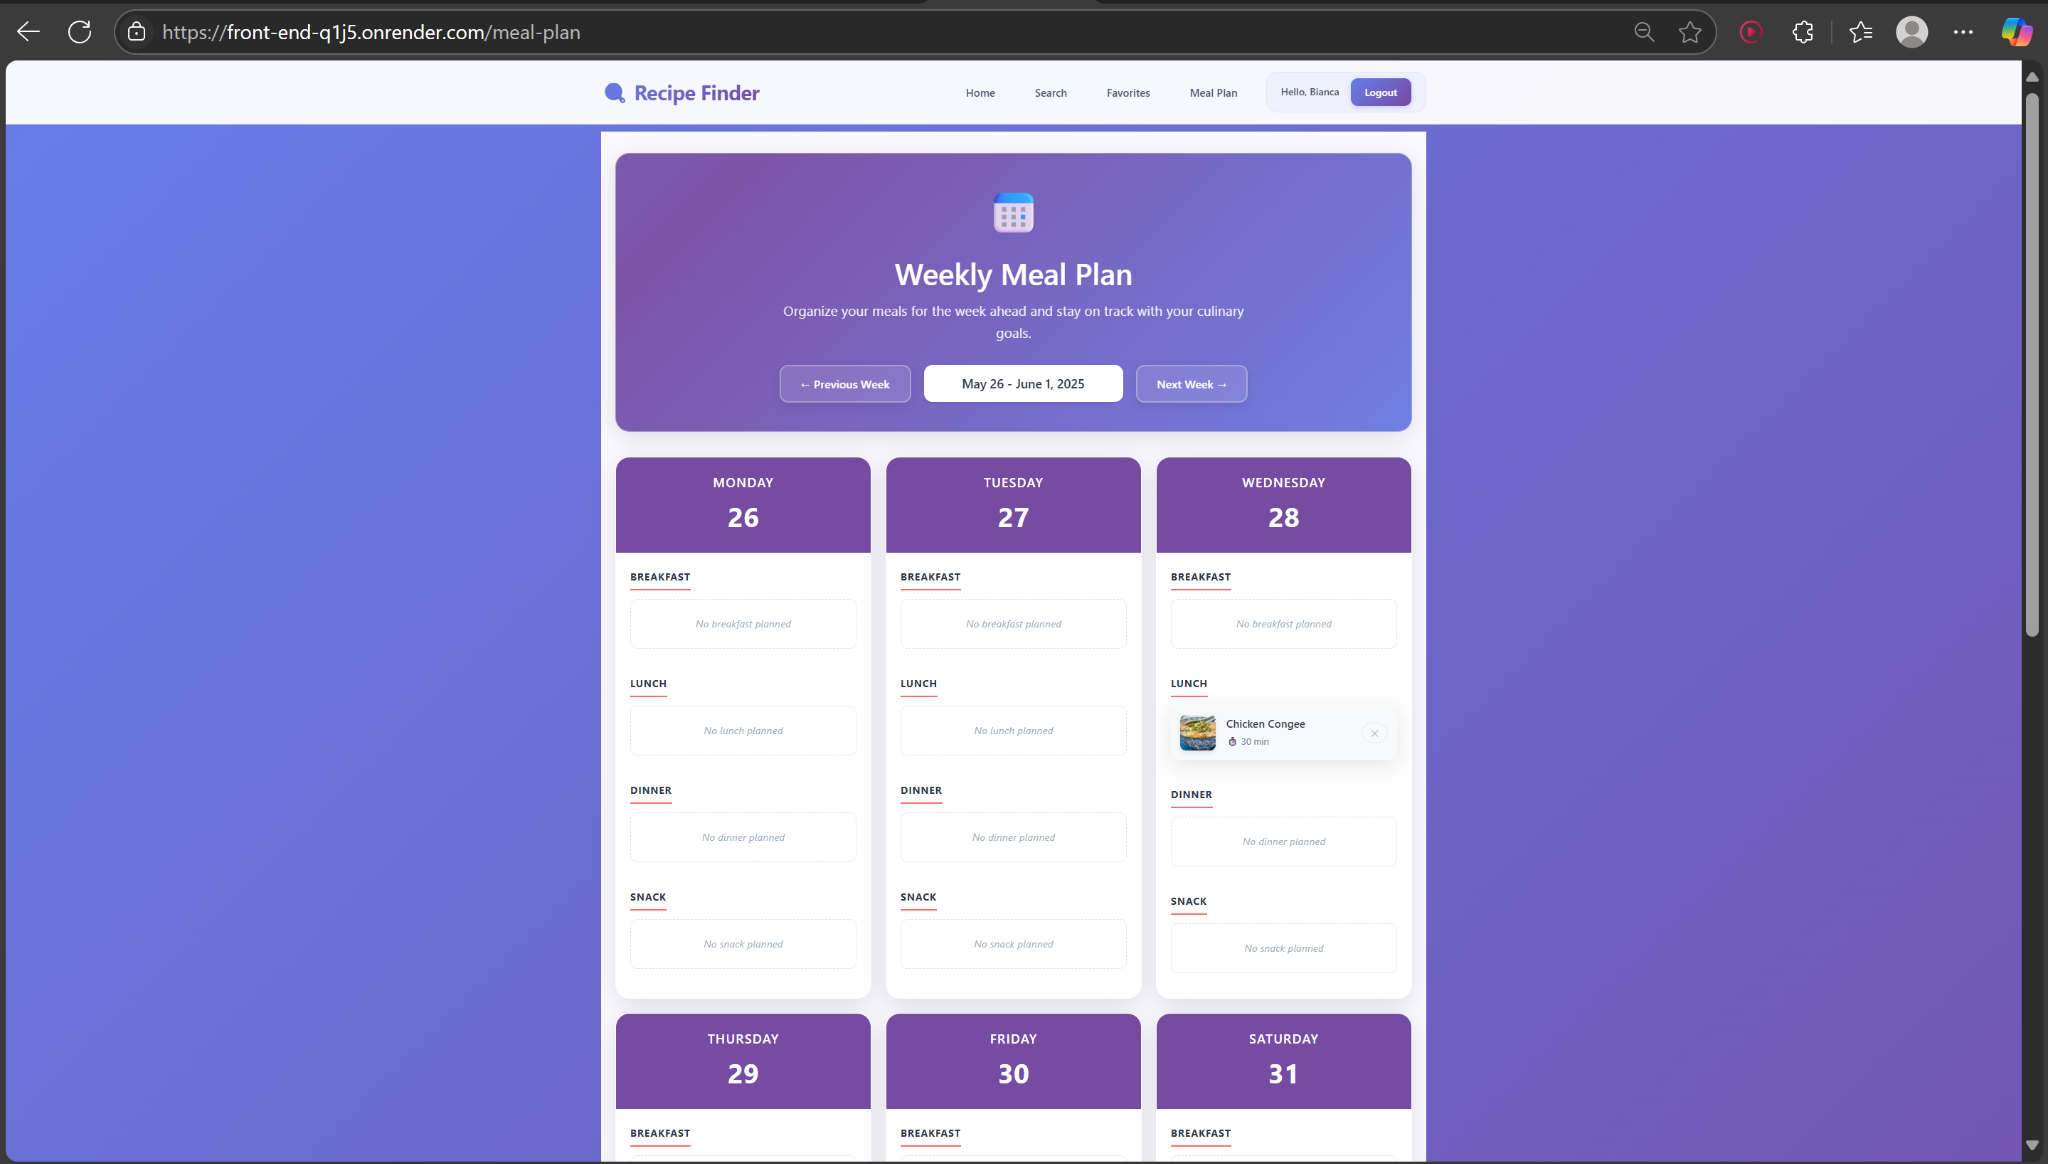 https://front-end-q1j5.onrender.com/meal-plan
Recipe Finder
Home
Search
Favorites
Meal Plan
Hello, Bianca
Logout
Weekly Meal Plan
Organize your meals for the week ahead and stay on track with your culinary
goals.
← Previous Week
May 26 - June 1, 2025
Next Week →
MONDAY
26
BREAKFAST
No breakfast planned
LUNCH
No lunch planned
DINNER
No dinner planned
SNACK
No snack planned
TUESDAY
27
BREAKFAST
No breakfast planned
LUNCH
No lunch planned
DINNER
No dinner planned
SNACK
No snack planned
WEDNESDAY
28
BREAKFAST
No breakfast planned
LUNCH
Chicken Congee
30 min
DINNER
No dinner planned
SNACK
No snack planned
THURSDAY
29
BREAKFAST
FRIDAY
30
BREAKFAST
SATURDAY
31
BREAKFAST